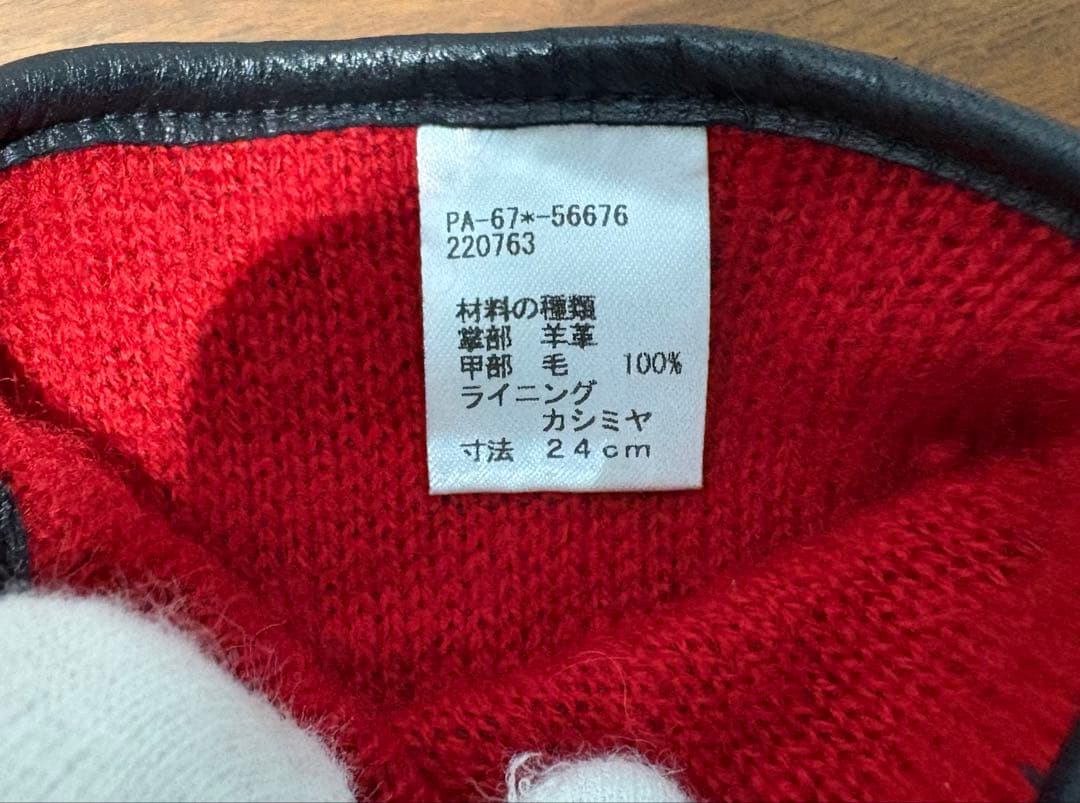 PA-67*-56676
220763
材料の種類
掌部 羊革
甲部 毛 100%
ライニング
カシミヤ
寸法 24cm